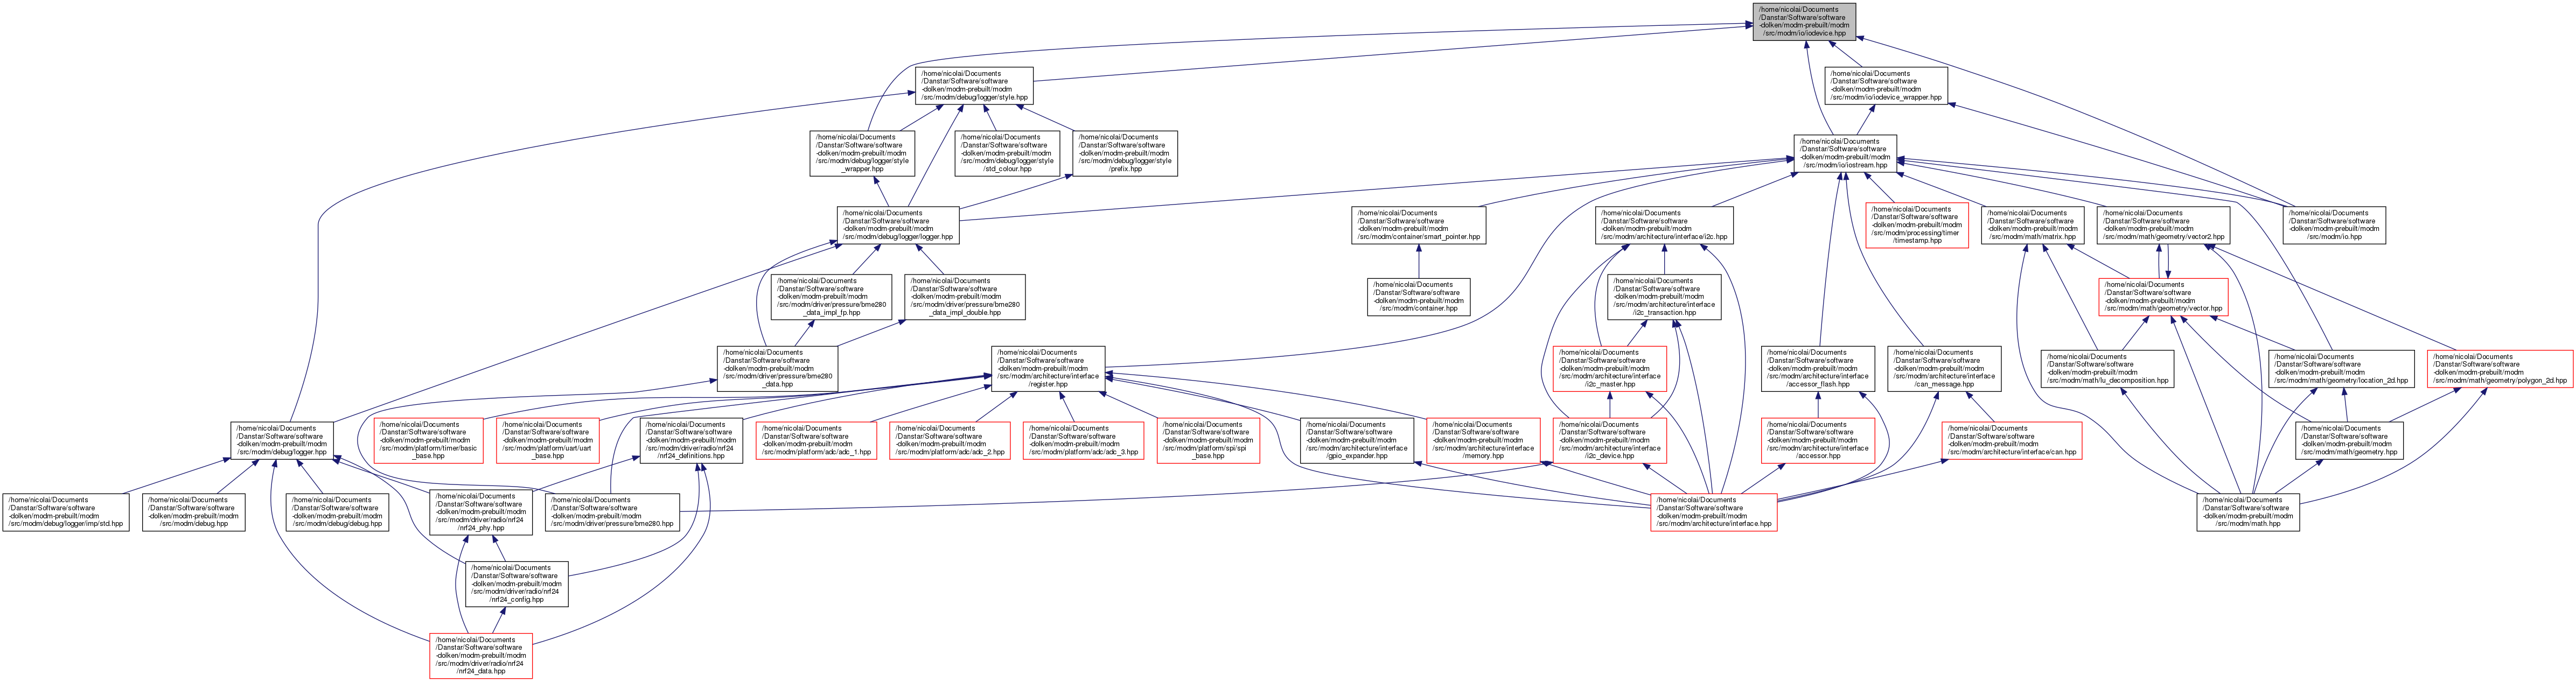 /home/nicolai/Documents
/Danstar/Software/software
-dolken/modm-prebuilt/modm
/src/modm/io/iodevice.hpp
/home/nicolai/Documents
/Danstar/Software/software
-dolken/modm-prebuilt/modm
/src/modm/debug/logger/style.hpp
/home/nicolai/Documents
/Danstar/Software/software
-dolken/modm-prebuilt/modm
/src/modm/io/iodevice_wrapper.hpp
/home/nicolai/Documents
/Danstar/Software/software
-dolken/modm-prebuilt/modm
/src/modm/debug/logger/style
_wrapper.hpp
/home/nicolai/Documents
/Danstar/Software/software
-dolken/modm-prebuilt/modm
/src/modm/debug/logger/style
/std_colour.hpp
/home/nicolai/Documents
/Danstar/Software/software
-dolken/modm-prebuilt/modm
/src/modm/debug/logger/style
/prefix.hpp
/home/nicolai/Documents
/Danstar/Software/software
-dolken/modm-prebuilt/modm
/src/modm/io/iostream.hpp
/home/nicolai/Documents
/Danstar/Software/software
-dolken/modm-prebuilt/modm
/src/modm/debug/logger/logger.hpp
/home/nicolai/Documents
/Danstar/Software/software
-dolken/modm-prebuilt/modm
/src/modm/container/smart_pointer.hpp
/home/nicolai/Documents
/Danstar/Software/software
-dolken/modm-prebuilt/modm
/src/modm/architecture/interface/i2c.hpp
/home/nicolai/Documents
/Danstar/Software/software
-dolken/modm-prebuilt/modm
/src/modm/processing/timer
/timestamp.hpp
/home/nicolai/Documents
/Danstar/Software/software
-dolken/modm-prebuilt/modm
/src/modm/math/matrix.hpp
/home/nicolai/Documents
/Danstar/Software/software
-dolken/modm-prebuilt/modm
/src/modm/math/geometry/vector2.hpp
/home/nicolai/Documents
/Danstar/Software/software
-dolken/modm-prebuilt/modm
/src/modm/io.hpp
/home/nicolai/Documents
/Danstar/Software/software
-dolken/modm-prebuilt/modm
/src/modm/driver/pressure/bme280
_data_impl_fp.hpp
/home/nicolai/Documents
/Danstar/Software/software
-dolken/modm-prebuilt/modm
/src/modm/driver/pressure/bme280
_data_impl_double.hpp
/home/nicolai/Documents
/Danstar/Software/software
-dolken/modm-prebuilt/modm
/src/modm/container.hpp
/home/nicolai/Documents
/Danstar/Software/software
-dolken/modm-prebuilt/modm
/src/modm/architecture/interface
/i2c_transaction.hpp
/home/nicolai/Documents
/Danstar/Software/software
-dolken/modm-prebuilt/modm
/src/modm/math/geometry/vector.hpp
/home/nicolai/Documents
/Danstar/Software/software
-dolken/modm-prebuilt/modm
/src/modm/driver/pressure/bme280
_data.hpp
/home/nicolai/Documents
/Danstar/Software/software
-dolken/modm-prebuilt/modm
/src/modm/architecture/interface
/register.hpp
/home/nicolai/Documents
/Danstar/Software/software
-dolken/modm-prebuilt/modm
/src/modm/architecture/interface
/i2c_master.hpp
/home/nicolai/Documents
/Danstar/Software/software
-dolken/modm-prebuilt/modm
/src/modm/architecture/interface
/accessor_flash.hpp
/home/nicolai/Documents
/Danstar/Software/software
-dolken/modm-prebuilt/modm
/src/modm/architecture/interface
/can_message.hpp
/home/nicolai/Documents
/Danstar/Software/software
-dolken/modm-prebuilt/modm
/src/modm/math/lu_decomposition.hpp
/home/nicolai/Documents
/Danstar/Software/software
-dolken/modm-prebuilt/modm
/src/modm/math/geometry/location_2d.hpp
/home/nicolai/Documents
/Danstar/Software/software
-dolken/modm-prebuilt/modm
/src/modm/math/geometry/polygon_2d.hpp
/home/nicolai/Documents
/Danstar/Software/software
-dolken/modm-prebuilt/modm
/src/modm/debug/logger.hpp
/home/nicolai/Documents
/Danstar/Software/software
-dolken/modm-prebuilt/modm
/src/modm/platform/timer/basic
_base.hpp
/home/nicolai/Documents
/Danstar/Software/software
-dolken/modm-prebuilt/modm
/src/modm/platform/uart/uart
_base.hpp
/home/nicolai/Documents
/Danstar/Software/software
-dolken/modm-prebuilt/modm
/src/modm/driver/radio/nrf24
/nrf24_definitions.hpp
/home/nicolai/Documents
/Danstar/Software/software
-dolken/modm-prebuilt/modm
/src/modm/platform/adc/adc_1.hpp
/home/nicolai/Documents
/Danstar/Software/software
-dolken/modm-prebuilt/modm
/src/modm/platform/adc/adc_2.hpp
/home/nicolai/Documents
/Danstar/Software/software
-dolken/modm-prebuilt/modm
/src/modm/platform/adc/adc_3.hpp
/home/nicolai/Documents
/Danstar/Software/software
-dolken/modm-prebuilt/modm
/src/modm/platform/spi/spi
_base.hpp
/home/nicolai/Documents
/Danstar/Software/software
-dolken/modm-prebuilt/modm
/src/modm/architecture/interface
/gpio_expander.hpp
/home/nicolai/Documents
/Danstar/Software/software
-dolken/modm-prebuilt/modm
/src/modm/architecture/interface
/memory.hpp
/home/nicolai/Documents
/Danstar/Software/software
-dolken/modm-prebuilt/modm
/src/modm/architecture/interface
/i2c_device.hpp
/home/nicolai/Documents
/Danstar/Software/software
-dolken/modm-prebuilt/modm
/src/modm/architecture/interface
/accessor.hpp
/home/nicolai/Documents
/Danstar/Software/software
-dolken/modm-prebuilt/modm
/src/modm/architecture/interface/can.hpp
/home/nicolai/Documents
/Danstar/Software/software
-dolken/modm-prebuilt/modm
/src/modm/math/geometry.hpp
/home/nicolai/Documents
/Danstar/Software/software
-dolken/modm-prebuilt/modm
/src/modm/debug/logger/imp/std.hpp
/home/nicolai/Documents
/Danstar/Software/software
-dolken/modm-prebuilt/modm
/src/modm/debug.hpp
/home/nicolai/Documents
/Danstar/Software/software
-dolken/modm-prebuilt/modm
/src/modm/debug/debug.hpp
/home/nicolai/Documents
/Danstar/Software/software
-dolken/modm-prebuilt/modm
/src/modm/driver/radio/nrf24
/nrf24_phy.hpp
/home/nicolai/Documents
/Danstar/Software/software
-dolken/modm-prebuilt/modm
/src/modm/driver/pressure/bme280.hpp
/home/nicolai/Documents
/Danstar/Software/software
-dolken/modm-prebuilt/modm
/src/modm/architecture/interface.hpp
/home/nicolai/Documents
/Danstar/Software/software
-dolken/modm-prebuilt/modm
/src/modm/math.hpp
/home/nicolai/Documents
/Danstar/Software/software
-dolken/modm-prebuilt/modm
/src/modm/driver/radio/nrf24
/nrf24_config.hpp
/home/nicolai/Documents
/Danstar/Software/software
-dolken/modm-prebuilt/modm
/src/modm/driver/radio/nrf24
/nrf24_data.hpp